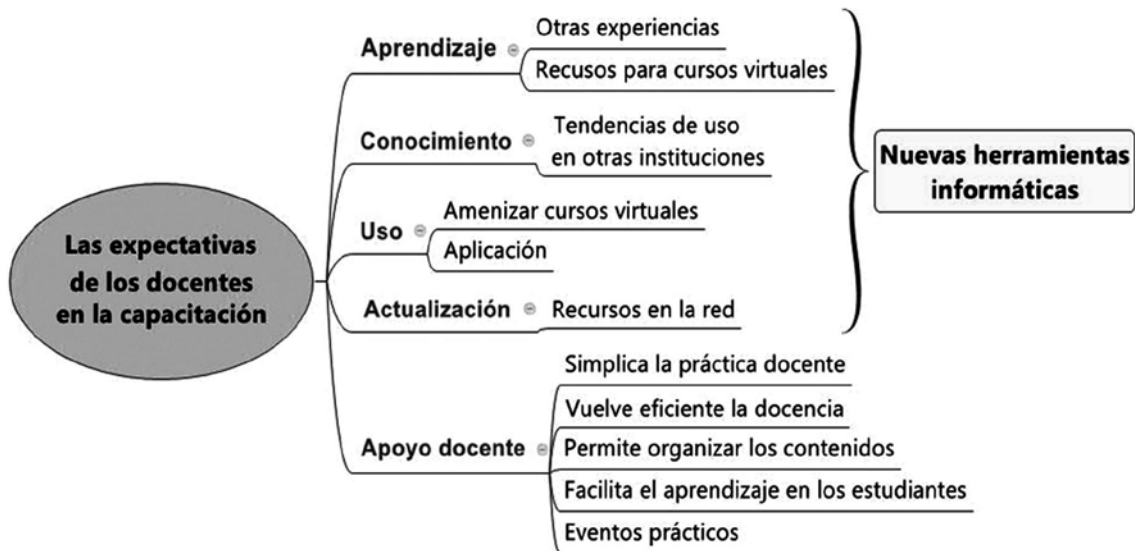 Las expectativas
de los docentes
en la capacitación
Aprendizaje
Otras experiencias
Recusos para cursos virtuales
Conocimiento
Tendencias de uso
en otras instituciones
Uso
Amenizar cursos virtuales
Aplicación
Actualización
Recursos en la red
Nuevas herramientas
informáticas
Apoyo docente
Simplica la práctica docente
Vuelve eficiente la docencia
Permite organizar los contenidos
Facilita el aprendizaje en los estudiantes
Eventos prácticos